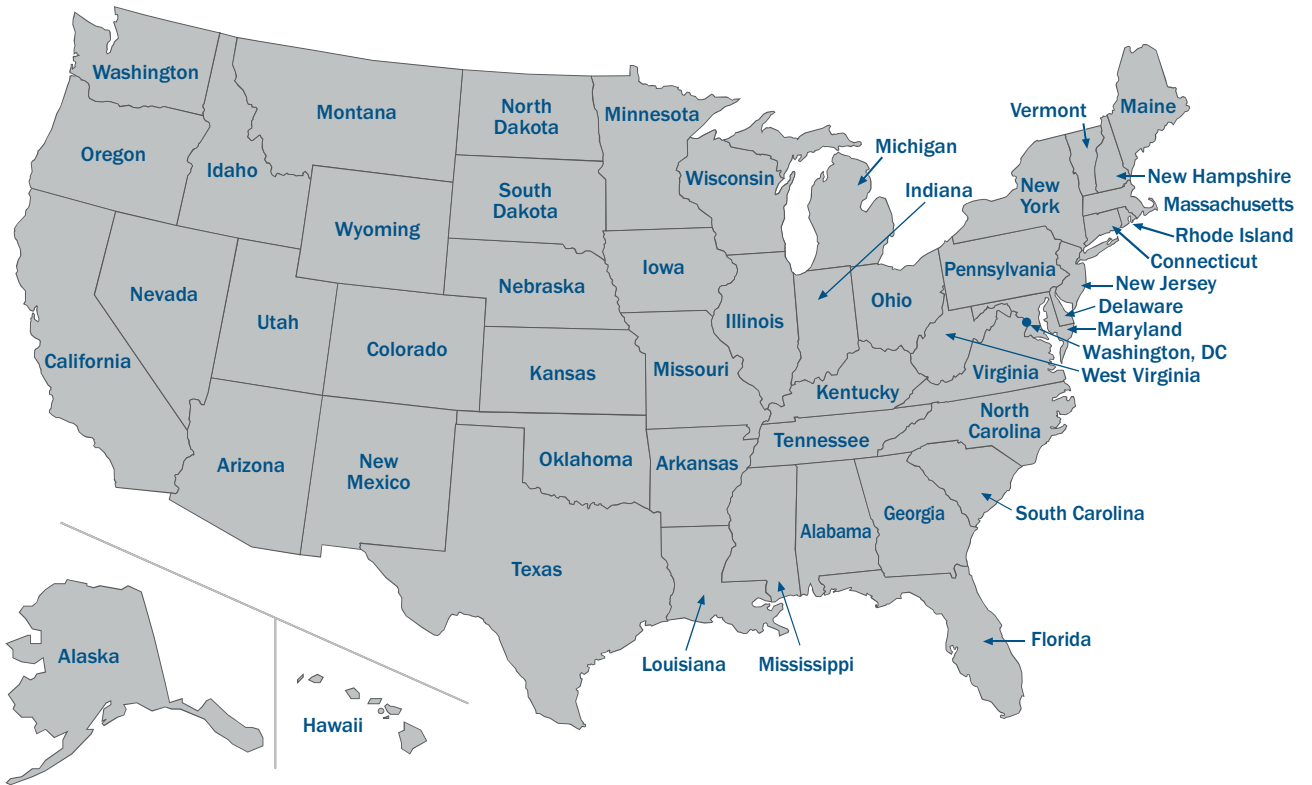 Washington
Montana
North
Dakota
Minnesota
Vermont
Maine
Oregon
Idaho
Michigan
Wisconsin
South
Dakota
New Hampshire
Indiana
New
York
Massachusetts
Wyoming
Rhode Island
Connecticut
Iowa
Pennsylvania
New Jersey
Nebraska
Nevada
Ohio
Delaware
Utah
Illinois
Maryland
Colorado
Washington, DC
California
Kansas
Missouri
Virginia
West Virginia
Kentucky
North
Carolina
Tennessee
Arizona
New
Mexico
Oklahoma
Arkansas
South Carolina
Georgia
Alabama
Texas
Florida
Alaska
Louisiana
Mississippi
Hawaii